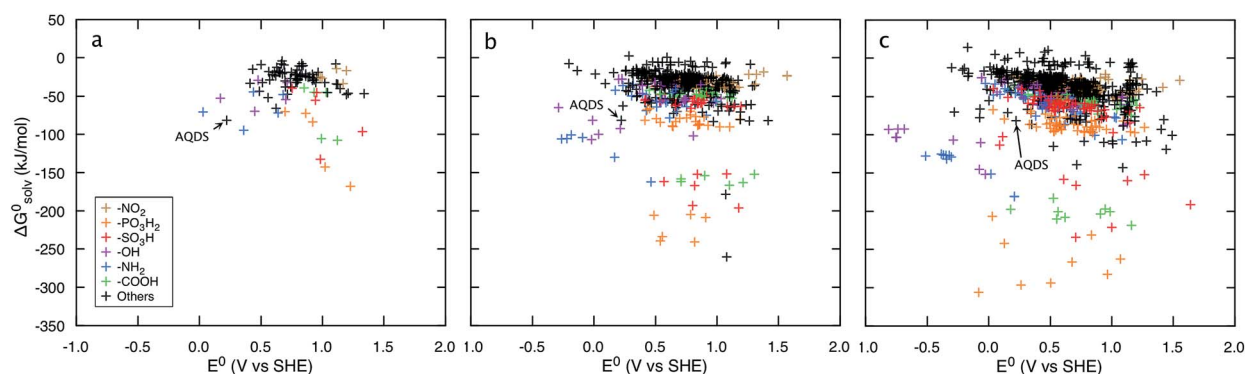 a
b
c
50
0
-50
-100
-150
-200
-250
-300
-350
ΔG⁰solv (kJ/mol)
AQDS
AQDS
AQDS
-NO₂
-PO₃H₂
-SO₃H
-OH
-NH₂
-COOH
Others
-1.0 -0.5 0.0 0.5 1.0 1.5 2.0
-1.0 -0.5 0.0 0.5 1.0 1.5 2.0
-1.0 -0.5 0.0 0.5 1.0 1.5 2.0
E⁰ (V vs SHE)
E⁰ (V vs SHE)
E⁰ (V vs SHE)